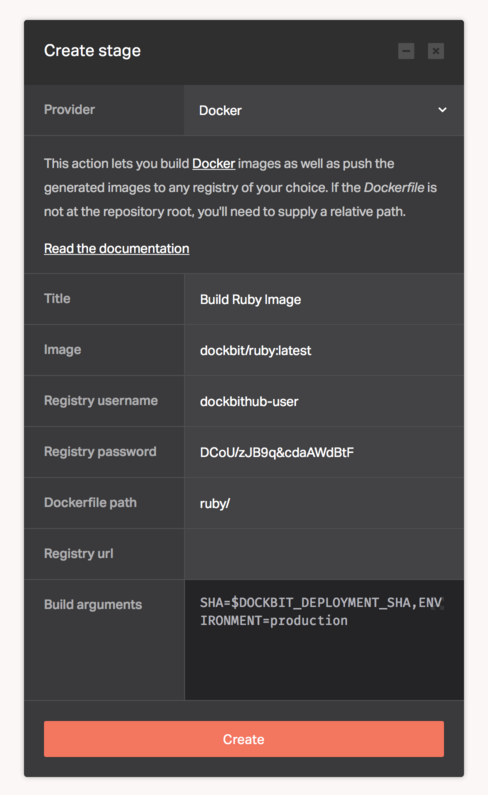 Create stage
Provider
Docker
This action lets you build Docker images as well as push the
generated images to any registry of your choice. If the Dockerfile is
not at the repository root, you'll need to supply a relative path.
Read the documentation
Title
Build Ruby Image
Image
dockbit/ruby:latest
Registry username
dockbithub-user
Registry password
DCoU/zJB9q&cdaAWdBtF
Dockerfile path
ruby/
Registry url
Build arguments
SHA=$DOCKBIT_DEPLOYMENT_SHA,ENV
IRONMENT=production
Create